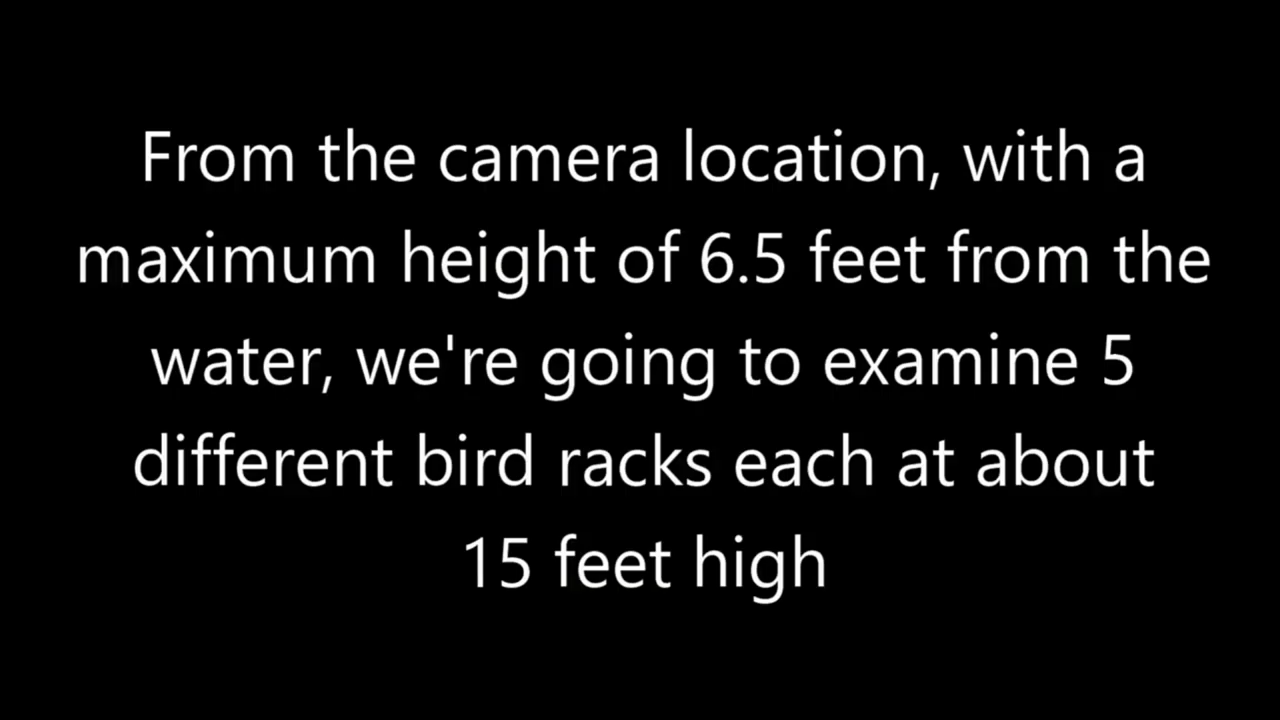 From the camera location, with a
maximum height of 6.5 feet from the
water, we're going to examine 5
different bird racks each at about
15 feet high